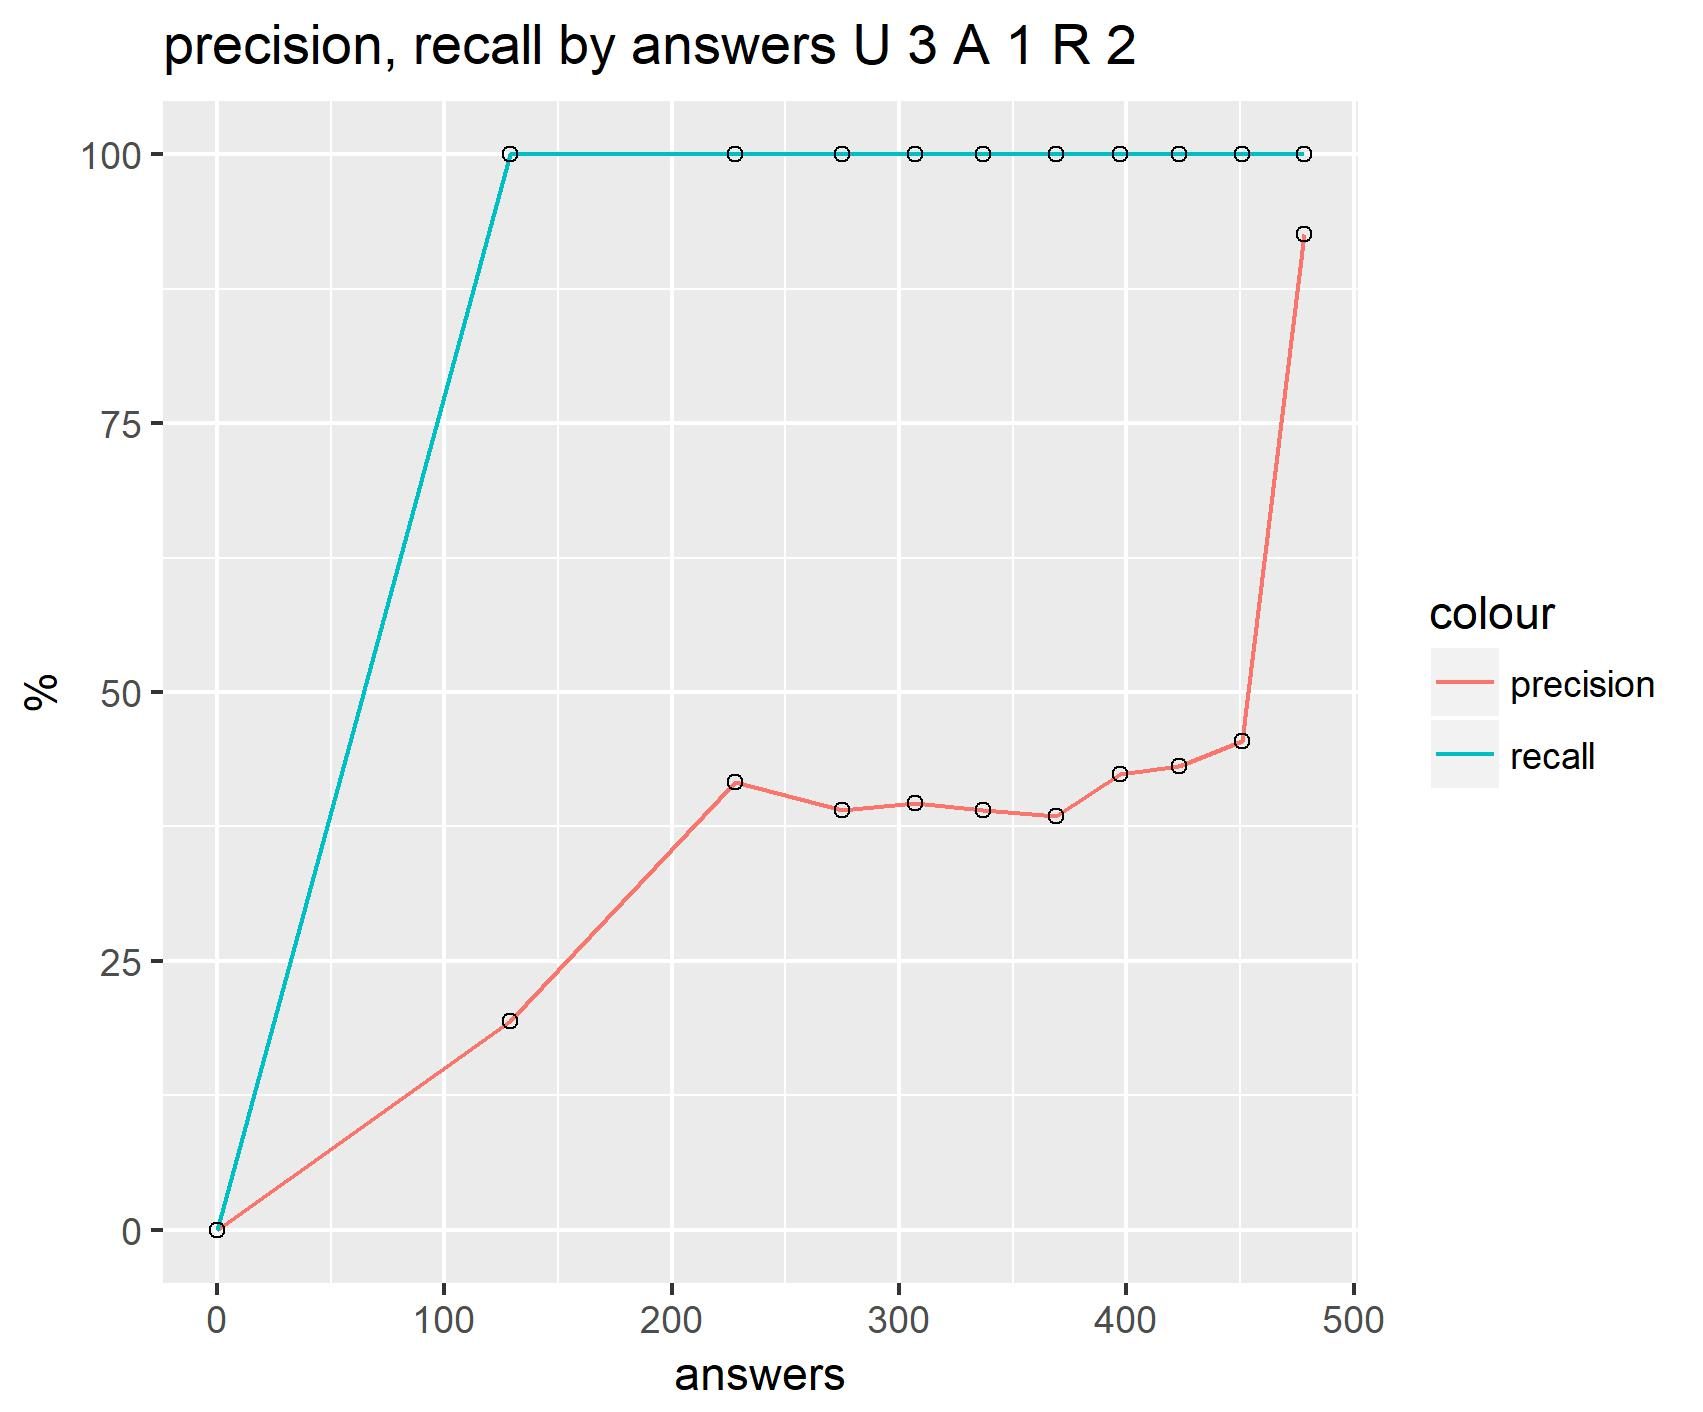 precision, recall by answers U 3 A 1 R 2
100
75
50
25
0
%
0 100 200 300 400 500
answers
colour
precision
recall